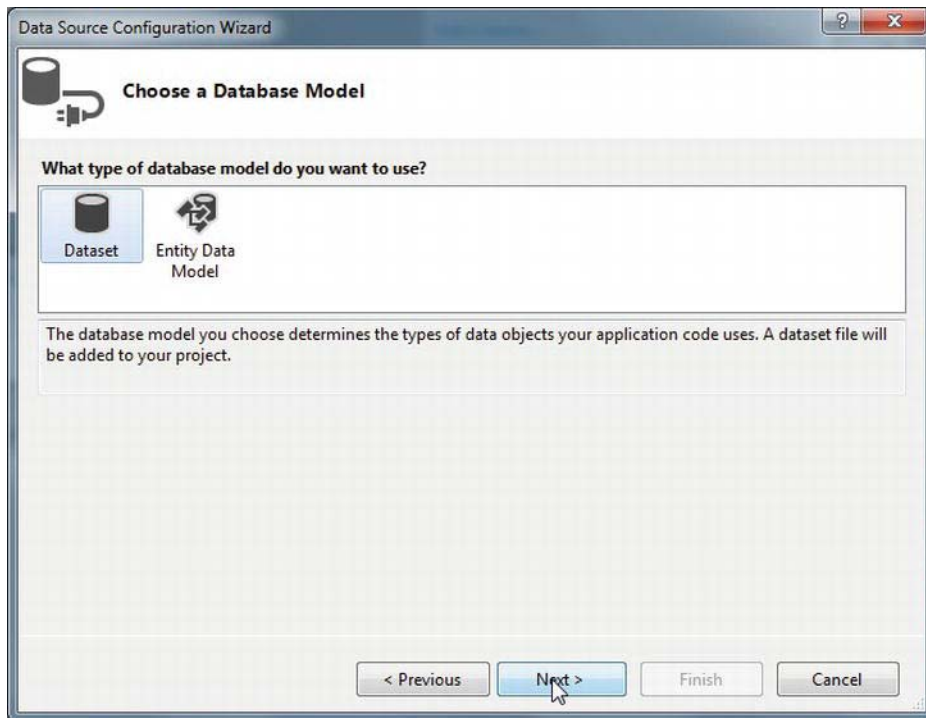 Data Source Configuration Wizard
?
Choose a Database Model
What type of database model do you want to use?
Dataset
Entity Data
Model
The database model you choose determines the types of data objects your application code uses. A dataset file will
be added to your project.
< Previous
Next >
Finish
Cancel